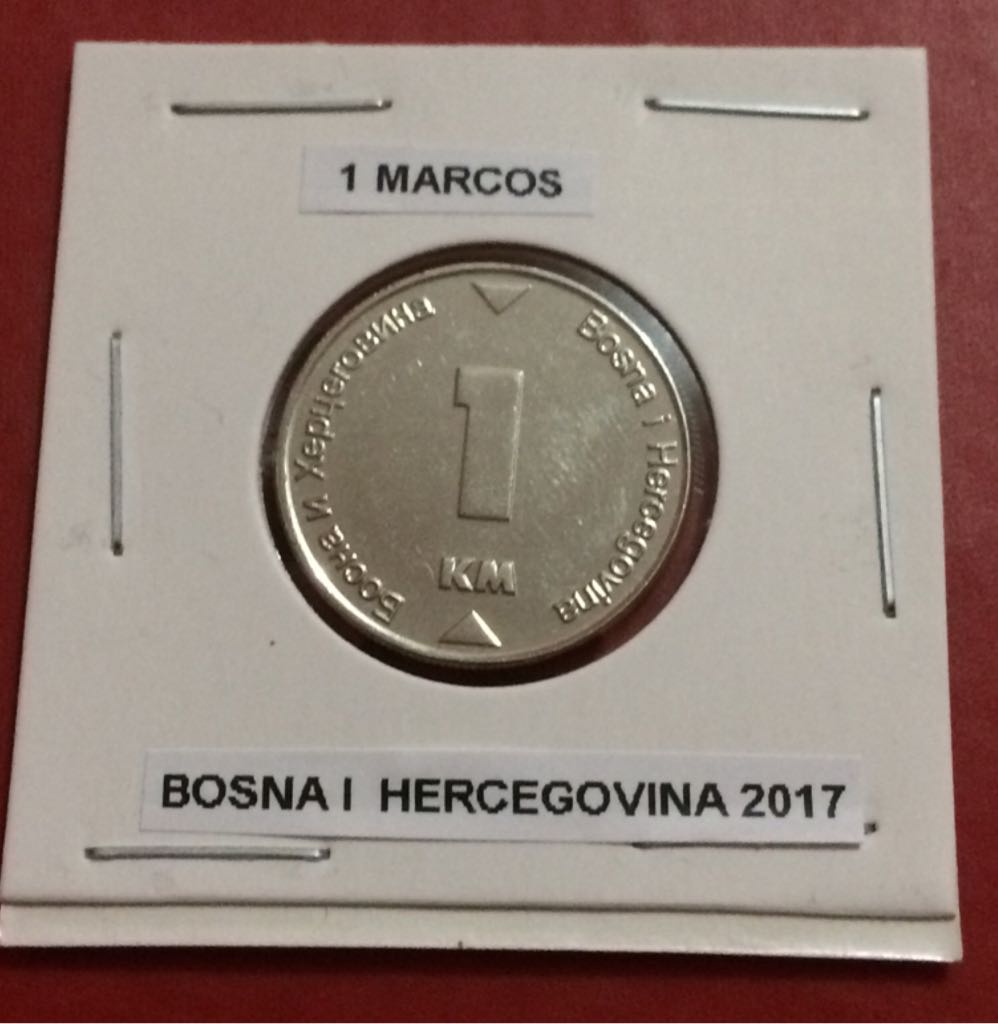 1 MARCOS
Босна и Херцеговина
Bosna i Hercegovina
1
KM
BOSNA I HERCEGOVINA 2017